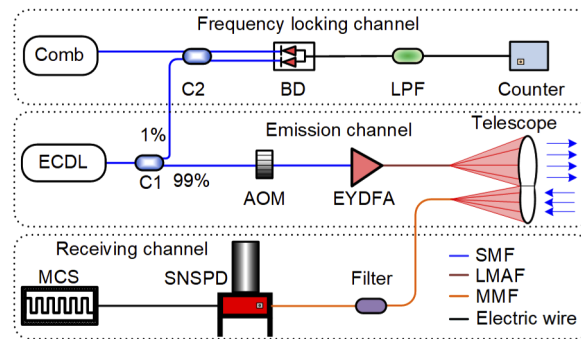 Frequency locking channel
Comb
C2
BD
LPF
Counter
1%
Emission channel
Telescope
ECDL
C1
99%
AOM
EYDFA
Receiving channel
MCS
SNSPD
Filter
SMF
LMAF
MMF
Electric wire